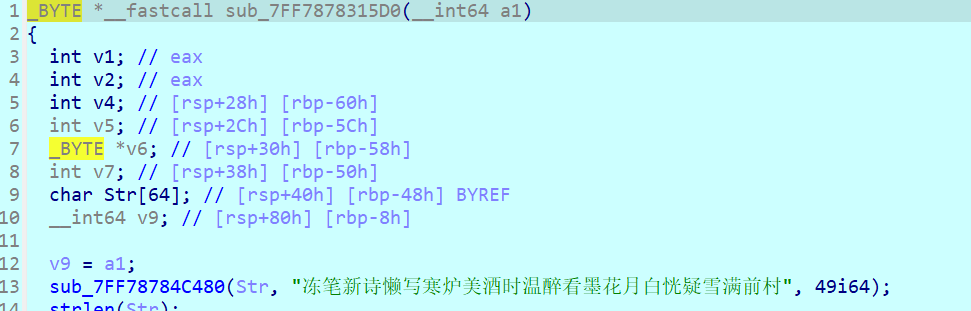 1 _BYTE *__fastcall sub_7FF7878315D0(__int64 a1)
2 {
3 int v1; // eax
4 int v2; // eax
5 int v4; // [rsp+28h] [rbp-60h]
6 int v5; // [rsp+2Ch] [rbp-5Ch]
7 _BYTE *v6; // [rsp+30h] [rbp-58h]
8 int v7; // [rsp+38h] [rbp-50h]
9 char Str[64]; // [rsp+40h] [rbp-48h] BYREF
10 __int64 v9; // [rsp+80h] [rbp-8h]
11
12 v9 = a1;
13 sub_7FF78784C480(Str, "冻笔新诗懒写寒炉美酒时温醉看墨花月白恍疑雪满前村", 49i64);
14 strlen(Str);